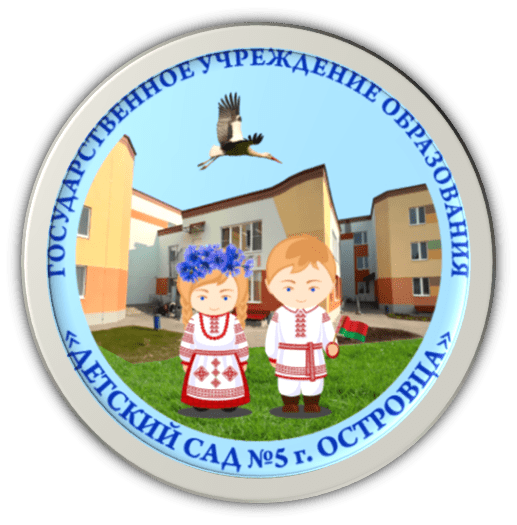 ГОСУДАРСТВЕННОЕ УЧРЕЖДЕНИЕ ОБРАЗОВАНИЯ
«ДЕТСКИЙ САД №5 г. ОСТРОВЦА»